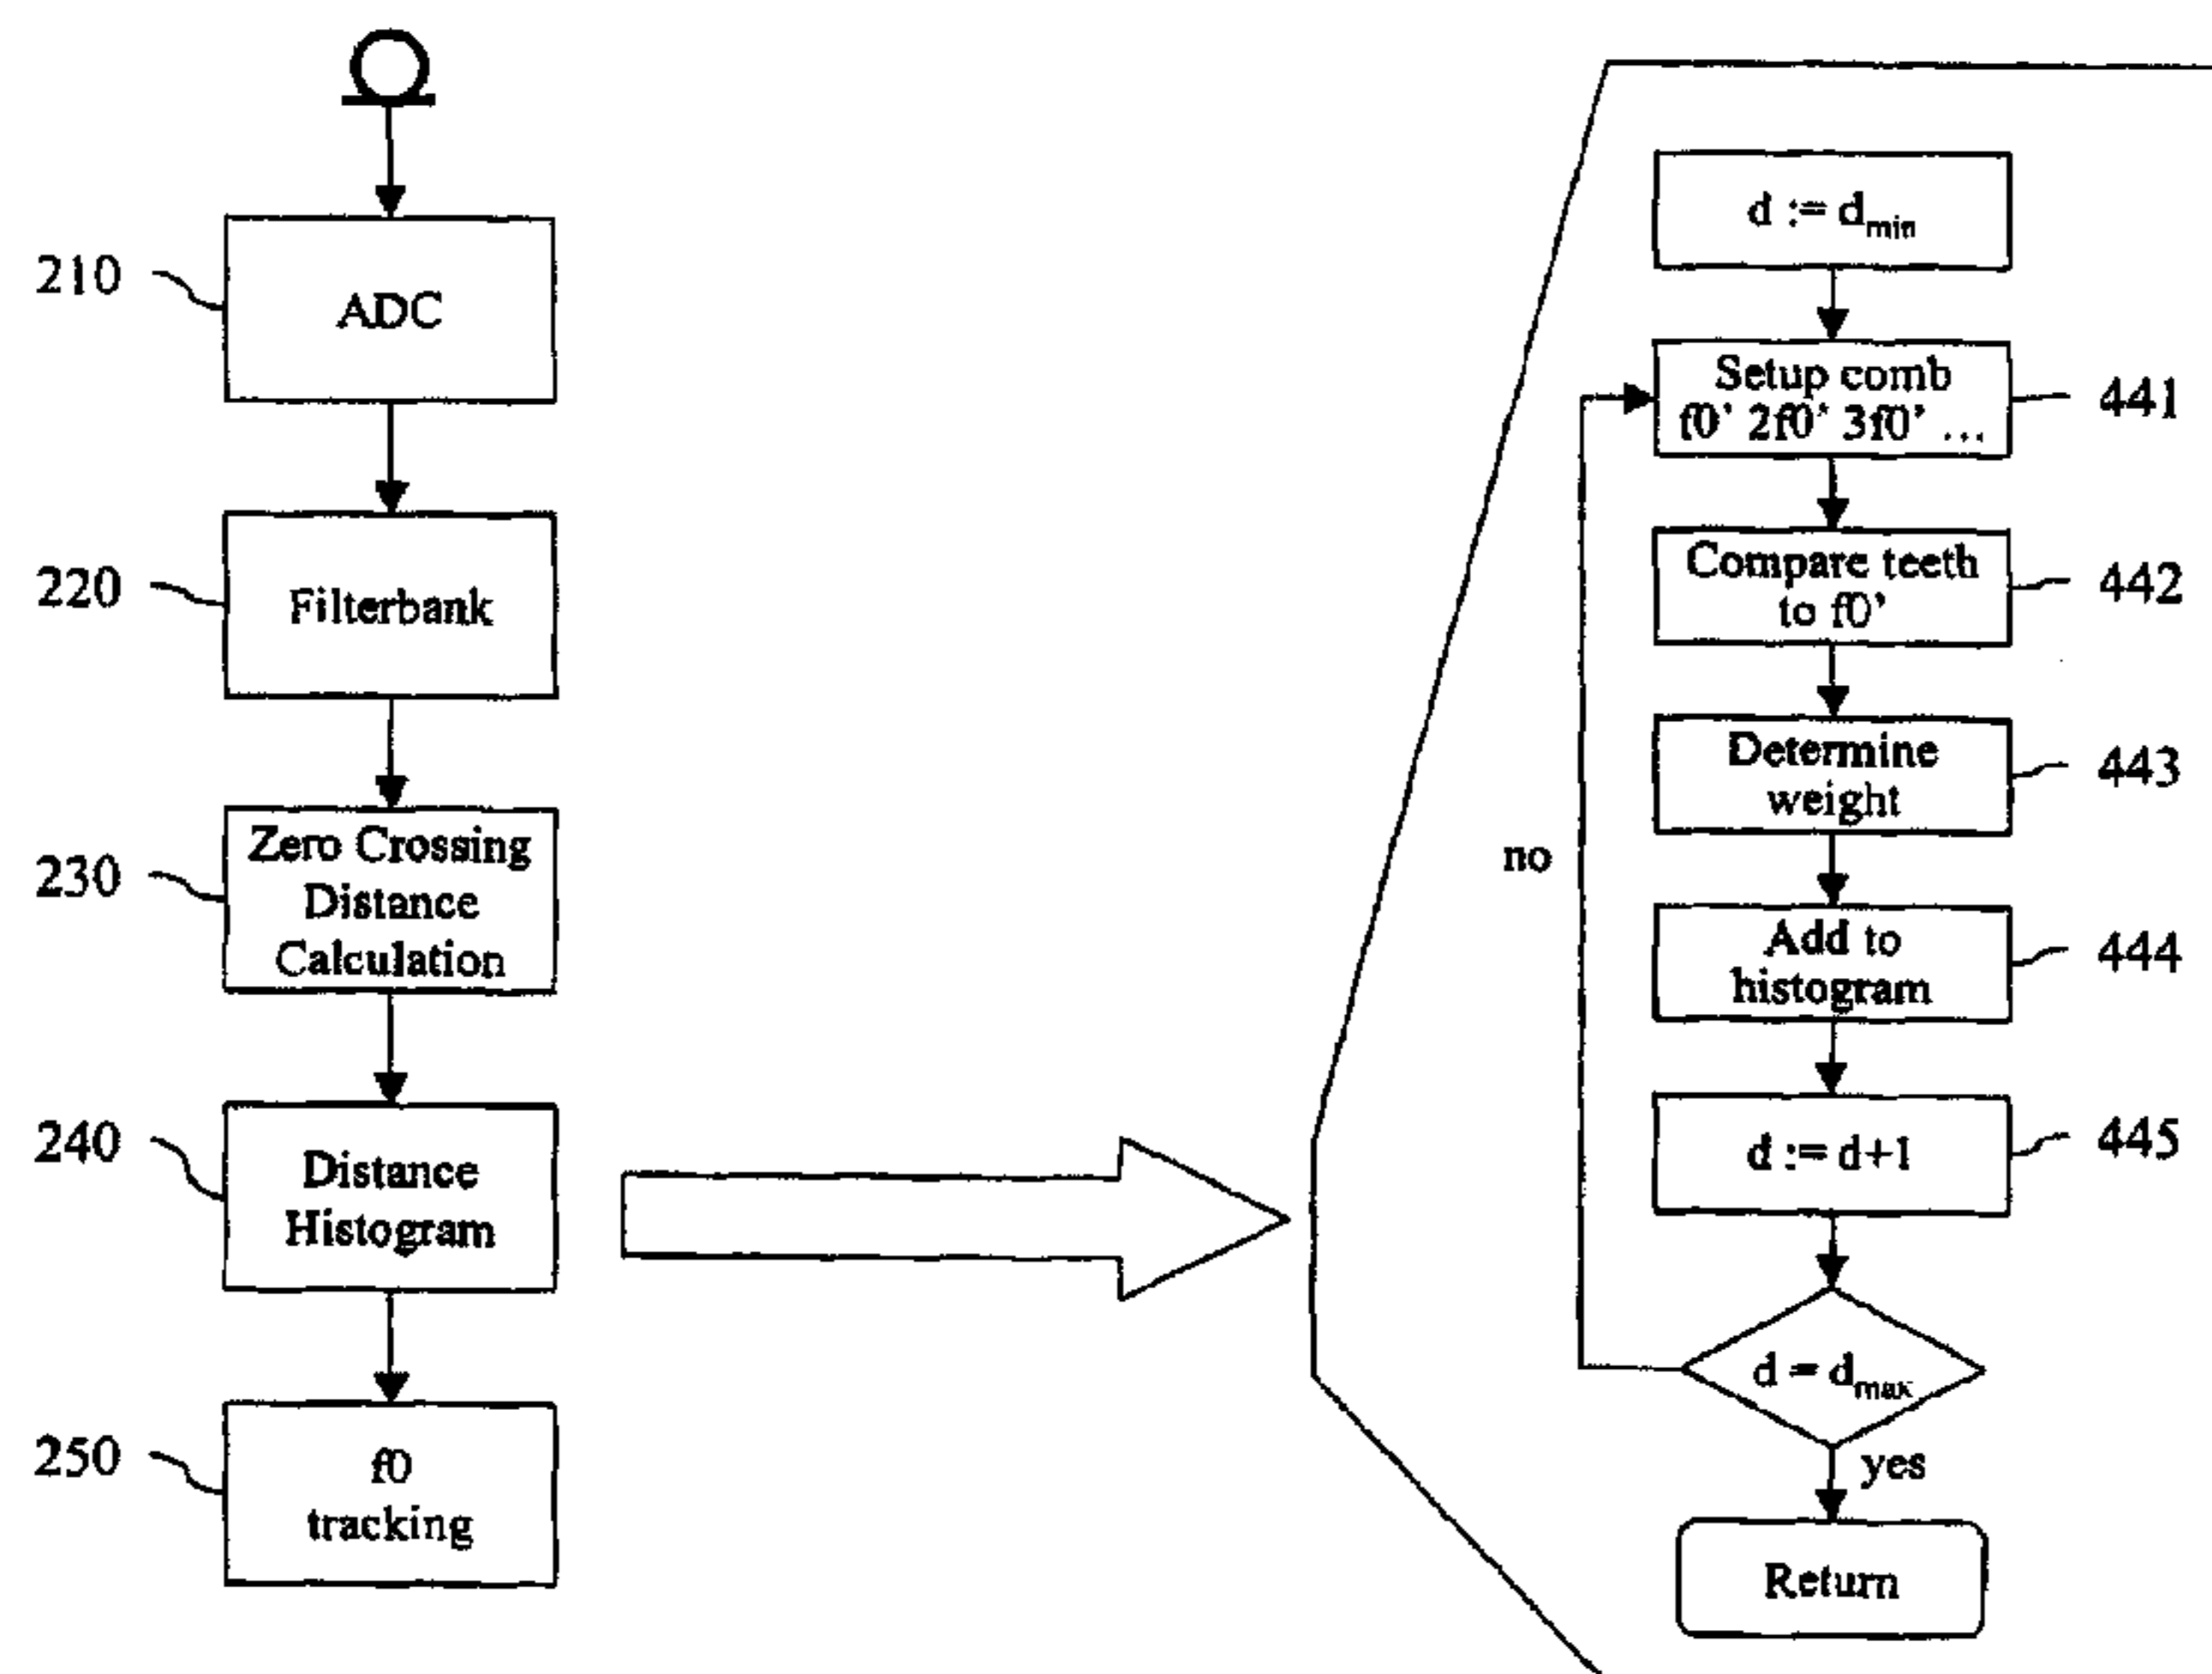 210
ADC
220
Filterbank
230
Zero Crossing
Distance
Calculation
240
Distance
Histogram
250
f0
tracking
d := dmin
Setup comb
f0' 2f0' 3f0' ...
441
Compare teeth
to f0'
442
Determine
weight
443
no
Add to
histogram
444
d := d+1
445
d = dmax
yes
Return